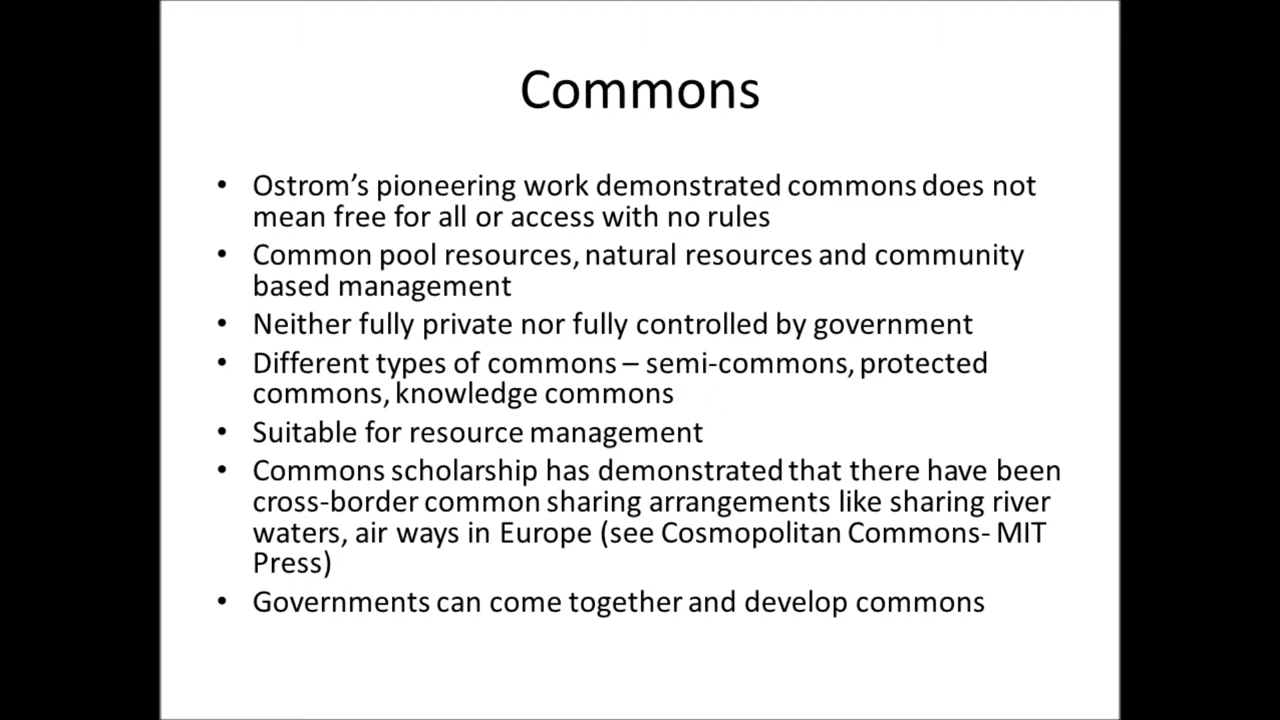 Commons
• Ostrom’s pioneering work demonstrated commons does not
mean free for all or access with no rules
• Common pool resources, natural resources and community
based management
• Neither fully private nor fully controlled by government
• Different types of commons – semi-commons, protected
commons, knowledge commons
• Suitable for resource management
• Commons scholarship has demonstrated that there have been
cross-border common sharing arrangements like sharing river
waters, air ways in Europe (see Cosmopolitan Commons- MIT
Press)
• Governments can come together and develop commons